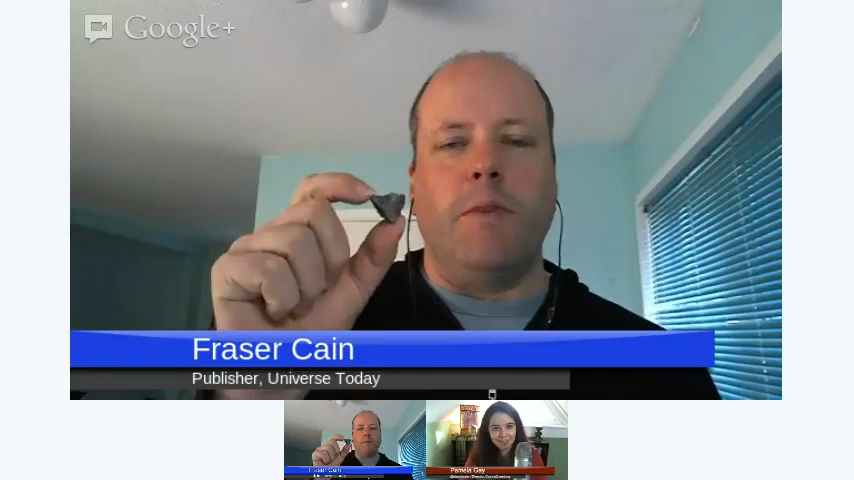 Google+
Fraser Cain
Publisher, Universe Today
Fraser Cain
Pamela Gay